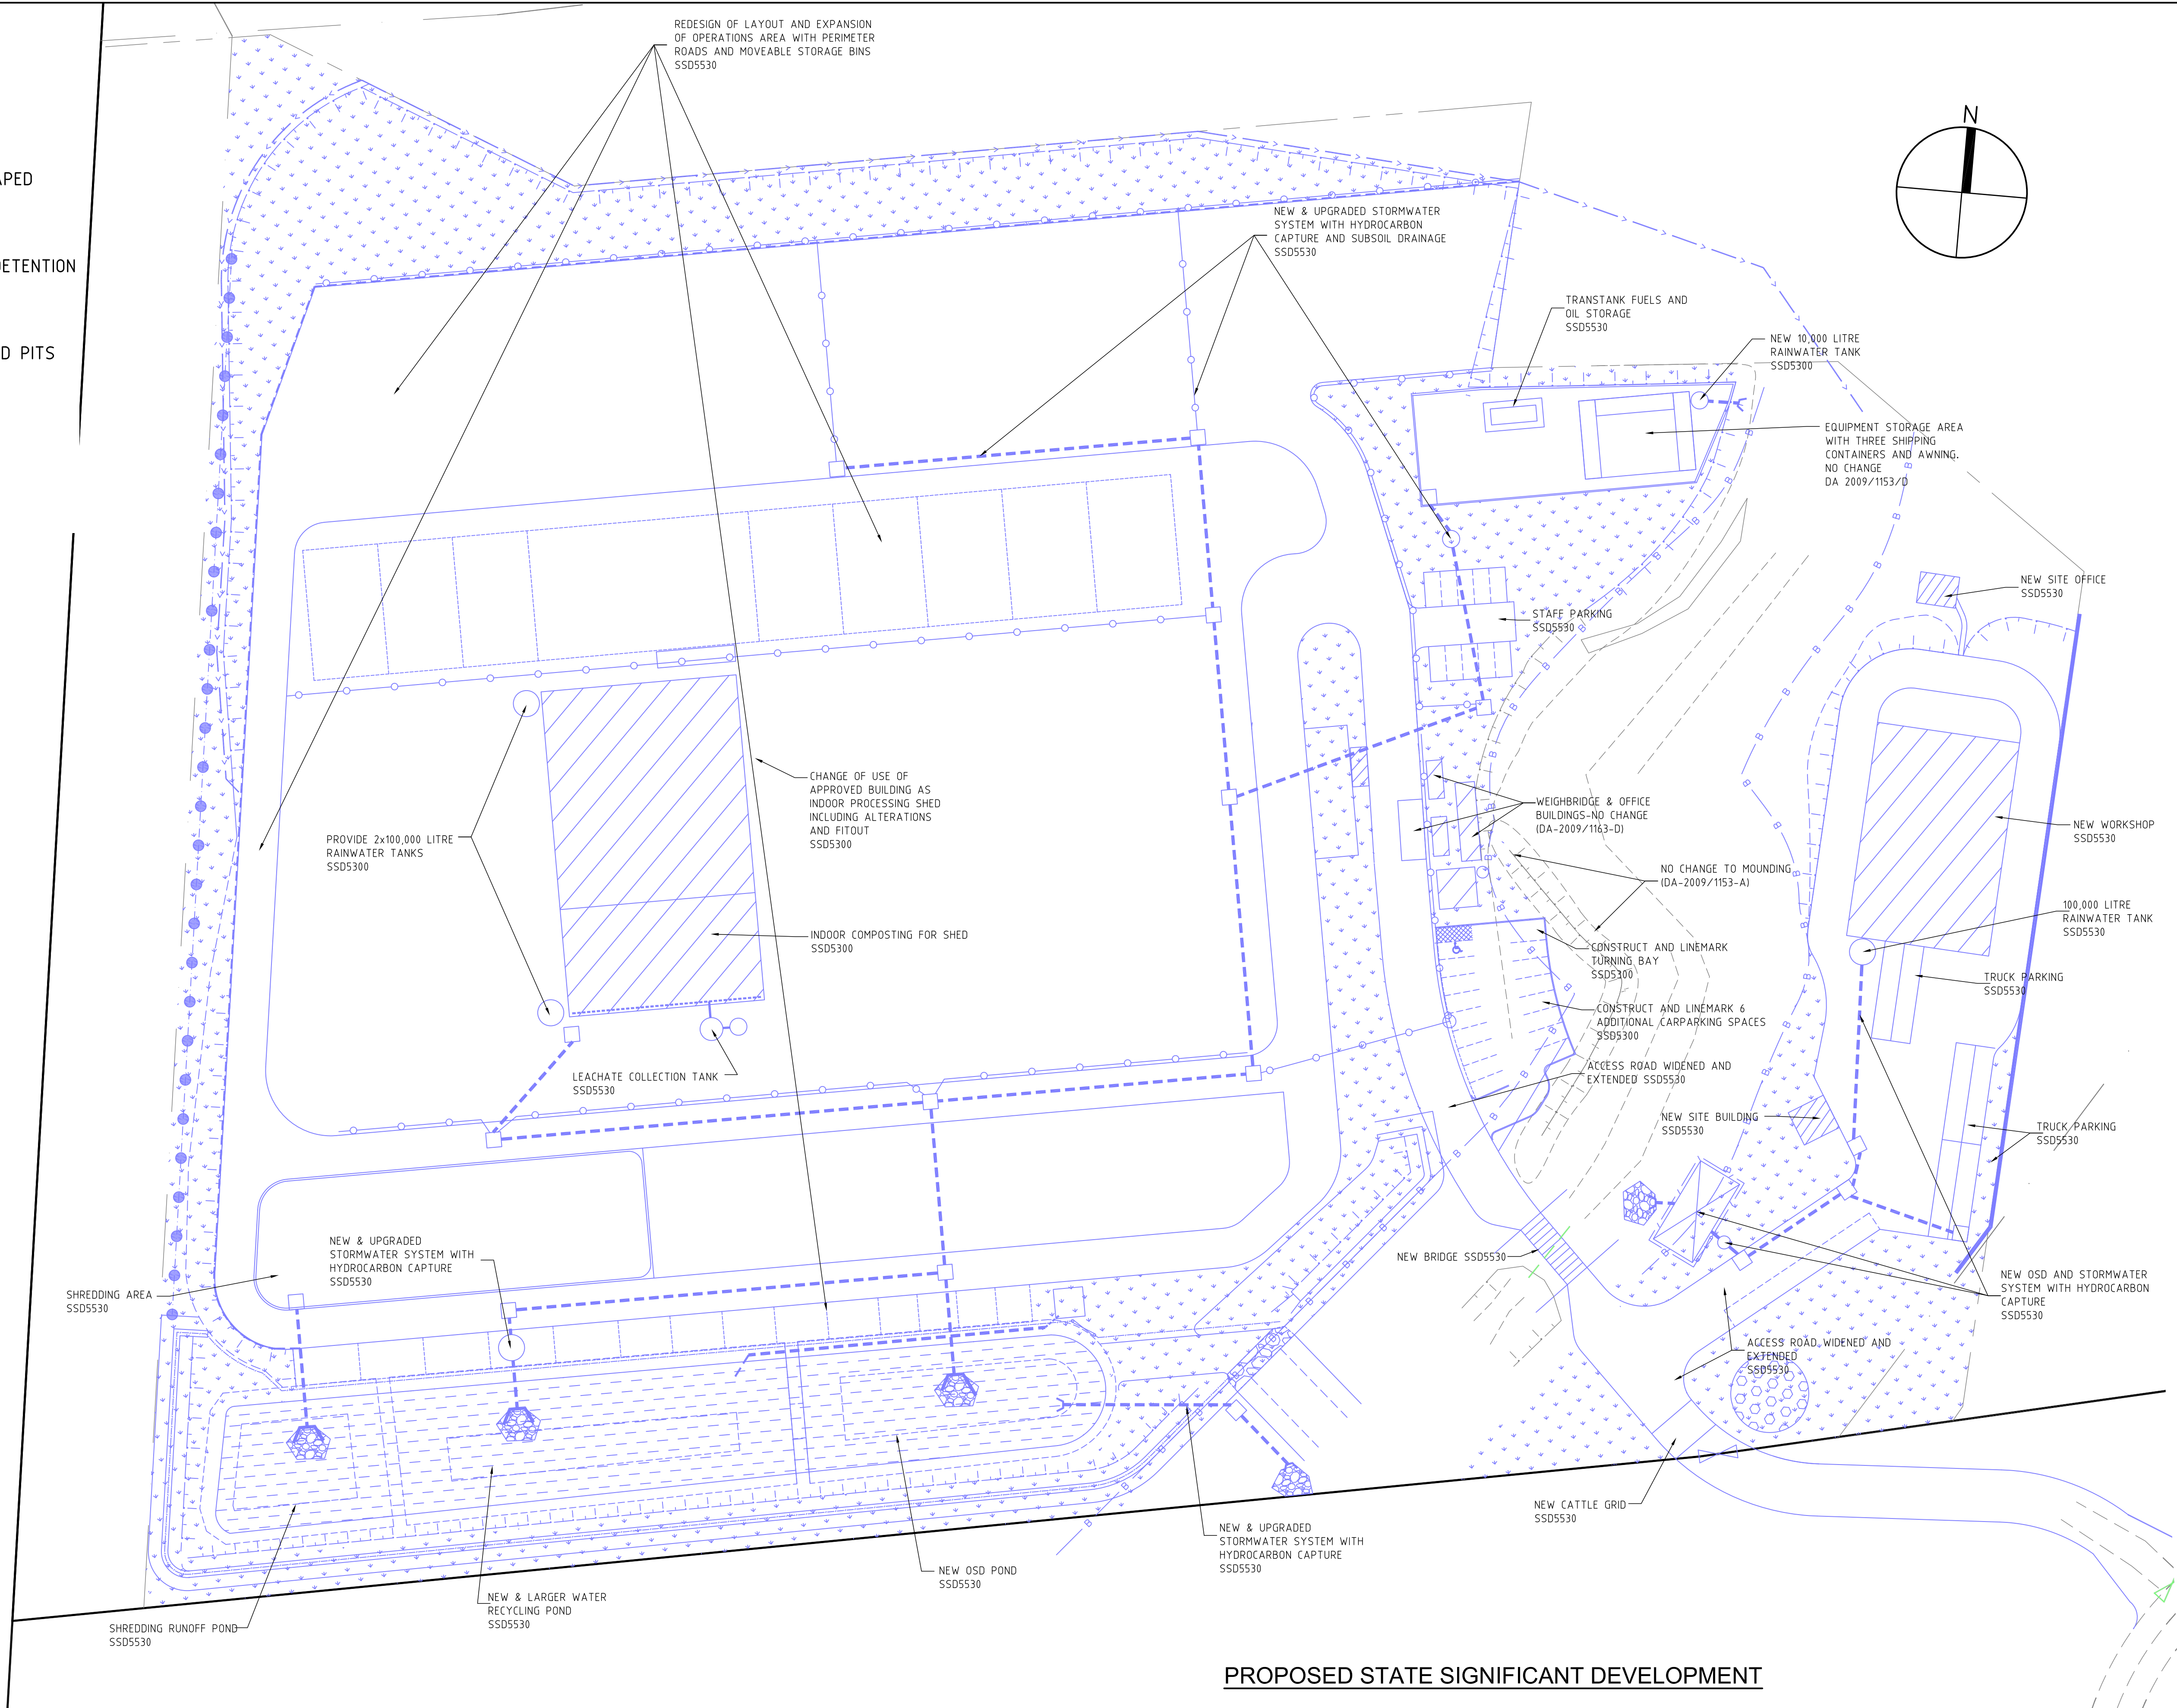 REDESIGN OF LAYOUT AND EXPANSION
OF OPERATIONS AREA WITH PERIMETER
ROADS AND MOVEABLE STORAGE BINS
SSD5530
N
APED
DETENTION
D PITS
NEW & UPGRADED STORMWATER
SYSTEM WITH HYDROCARBON
CAPTURE AND SUBSOIL DRAINAGE
SSD5530
TRANSTANK FUELS AND
OIL STORAGE
SSD5530
NEW 10,000 LITRE
RAINWATER TANK
SSD5300
EQUIPMENT STORAGE AREA
WITH THREE SHIPPING
CONTAINERS AND AWNING.
NO CHANGE
DA 2009/1153/D
NEW SITE OFFICE
SSD5530
STAFF PARKING
SSD5530
CHANGE OF USE OF
APPROVED BUILDING AS
INDOOR PROCESSING SHED
INCLUDING ALTERATIONS
AND FITOUT
SSD5300
PROVIDE 2x100,000 LITRE
RAINWATER TANKS
SSD5300
WEIGHBRIDGE & OFFICE
BUILDINGS-NO CHANGE
(DA-2009/1163-D)
NEW WORKSHOP
SSD5530
NO CHANGE TO MOUNDING
(DA-2009/1153-A)
100,000 LITRE
RAINWATER TANK
SSD5530
INDOOR COMPOSTING FOR SHED
SSD5300
CONSTRUCT AND LINEMARK
TURNING BAY
SSD5300
TRUCK PARKING
SSD5530
CONSTRUCT AND LINEMARK 6
ADDITIONAL CARPARKING SPACES
SSD5300
LEACHATE COLLECTION TANK
SSD5530
ACCESS ROAD WIDENED AND
EXTENDED SSD5530
NEW SITE BUILDING
SSD5530
TRUCK PARKING
SSD5530
NEW & UPGRADED
STORMWATER SYSTEM WITH
HYDROCARBON CAPTURE
SSD5530
NEW BRIDGE SSD5530
SHREDDING AREA
SSD5530
NEW OSD AND STORMWATER
SYSTEM WITH HYDROCARBON
CAPTURE
SSD5530
ACCESS ROAD WIDENED AND
EXTENDED
SSD5530
NEW CATTLE GRID
SSD5530
NEW & UPGRADED
STORMWATER SYSTEM WITH
HYDROCARBON CAPTURE
SSD5530
NEW OSD POND
SSD5530
NEW & LARGER WATER
RECYCLING POND
SSD5530
SHREDDING RUNOFF POND
SSD5530
PROPOSED STATE SIGNIFICANT DEVELOPMENT